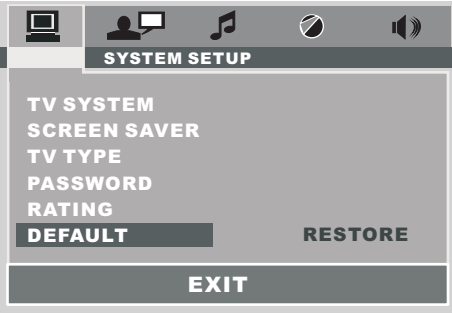 SYSTEM SETUP
TV SYSTEM
SCREEN SAVER
TV TYPE
PASSWORD
RATING
DEFAULT RESTORE
EXIT